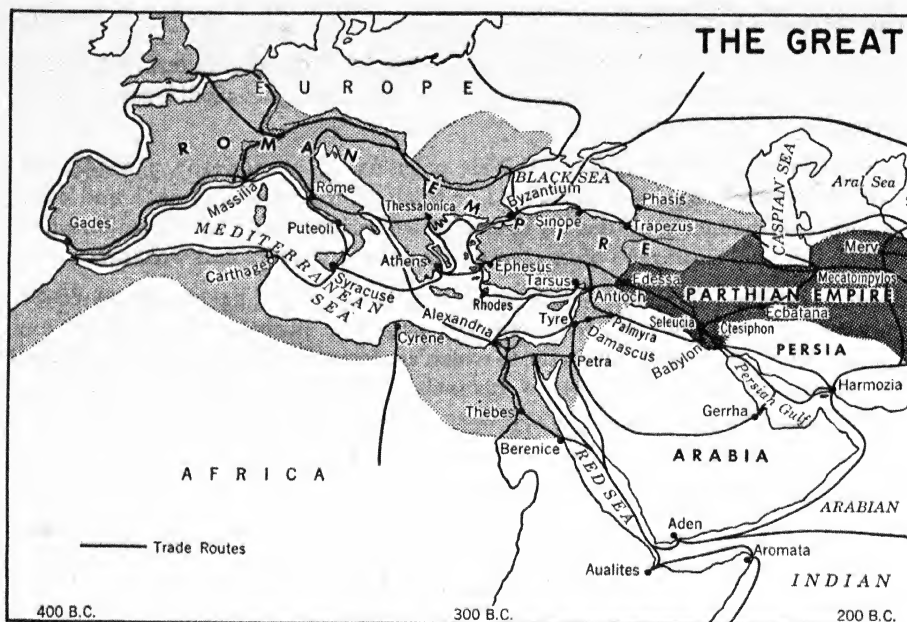 THE GREAT
EUROPE
ROMAN EMPIRE
BLACK SEA
CASPIAN SEA
Aral Sea
Massilia
Rome
Thessalonica
Byzantium
Sinope
Phasis
Trapezus
Gades
MEDITERRANEAN SEA
Puteoli
Merv
Carthage
Syracuse
Athens
Ephesus
Tarsus
Edessa
Mecatompylos
Rhodes
Antioch
PARTHIAN EMPIRE
Ecbatana
Alexandria
Tyre
Palmyra
Seleucia
Ctesiphon
Cyrene
Damascus
Babylon
PERSIA
Petra
Persian Gulf
Harmozia
Thebes
Gerrha
Berenice
ARABIA
AFRICA
RED SEA
ARABIAN
Aden
Trade Routes
Aromata
Aualites
INDIAN
400 B.C.
300 B.C.
200 B.C.